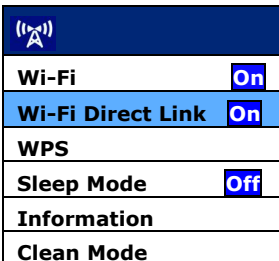 Wi-Fi On
Wi-Fi Direct Link On
WPS
Sleep Mode Off
Information
Clean Mode